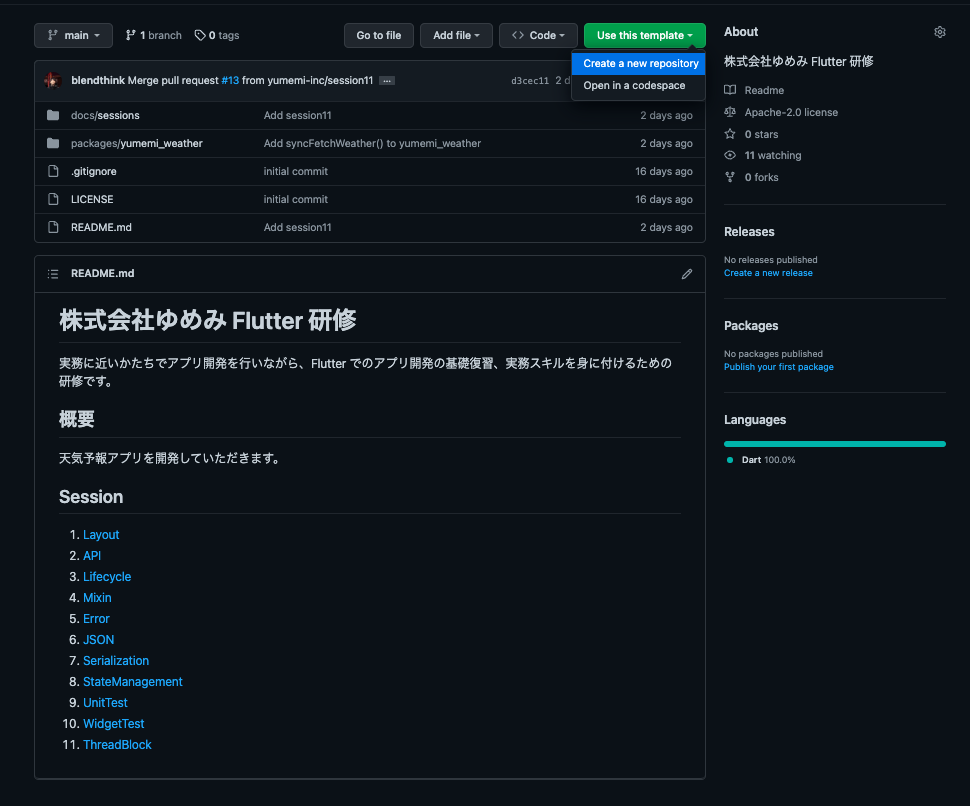 main
1 branch
0 tags
Go to file
Add file
Code
Use this template
Create a new repository
Open in a codespace
blendthink Merge pull request #13 from yumemi-inc/session11 ...
d3cec11 2 d
docs/sessions Add session11 2 days ago
packages/yumemi_weather Add syncFetchWeather() to yumemi_weather 2 days ago
.gitignore initial commit 16 days ago
LICENSE initial commit 16 days ago
README.md Add session11 2 days ago
README.md
株式会社ゆめみ Flutter 研修
実務に近いかたちでアプリ開発を行いながら、Flutter でのアプリ開発の基礎復習、実務スキルを身に付けるための
研修です。
概要
天気予報アプリを開発していただきます。
Session
1. Layout
2. API
3. Lifecycle
4. Mixin
5. Error
6. JSON
7. Serialization
8. StateManagement
9. UnitTest
10. WidgetTest
11. ThreadBlock
About
株式会社ゆめみ Flutter 研修
Readme
Apache-2.0 license
0 stars
11 watching
0 forks
Releases
No releases published
Create a new release
Packages
No packages published
Publish your first package
Languages
Dart 100.0%